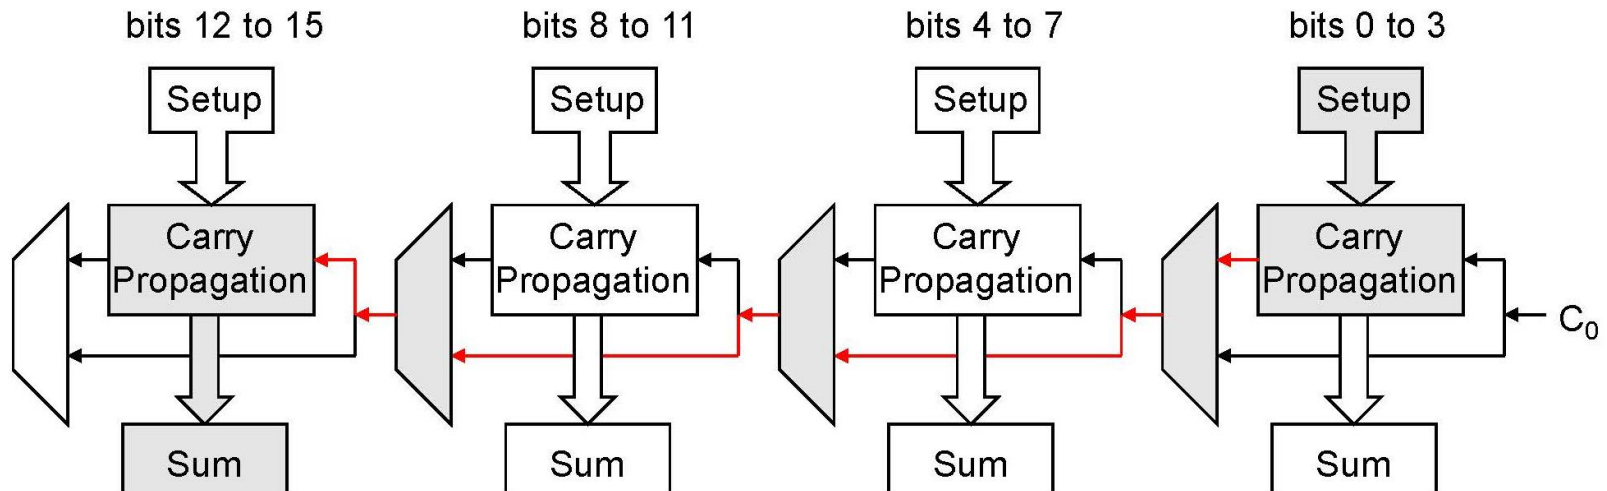 bits 12 to 15
bits 8 to 11
bits 4 to 7
bits 0 to 3
Setup
Setup
Setup
Setup
Carry
Propagation
Carry
Propagation
Carry
Propagation
Carry
Propagation
C₀
Sum
Sum
Sum
Sum